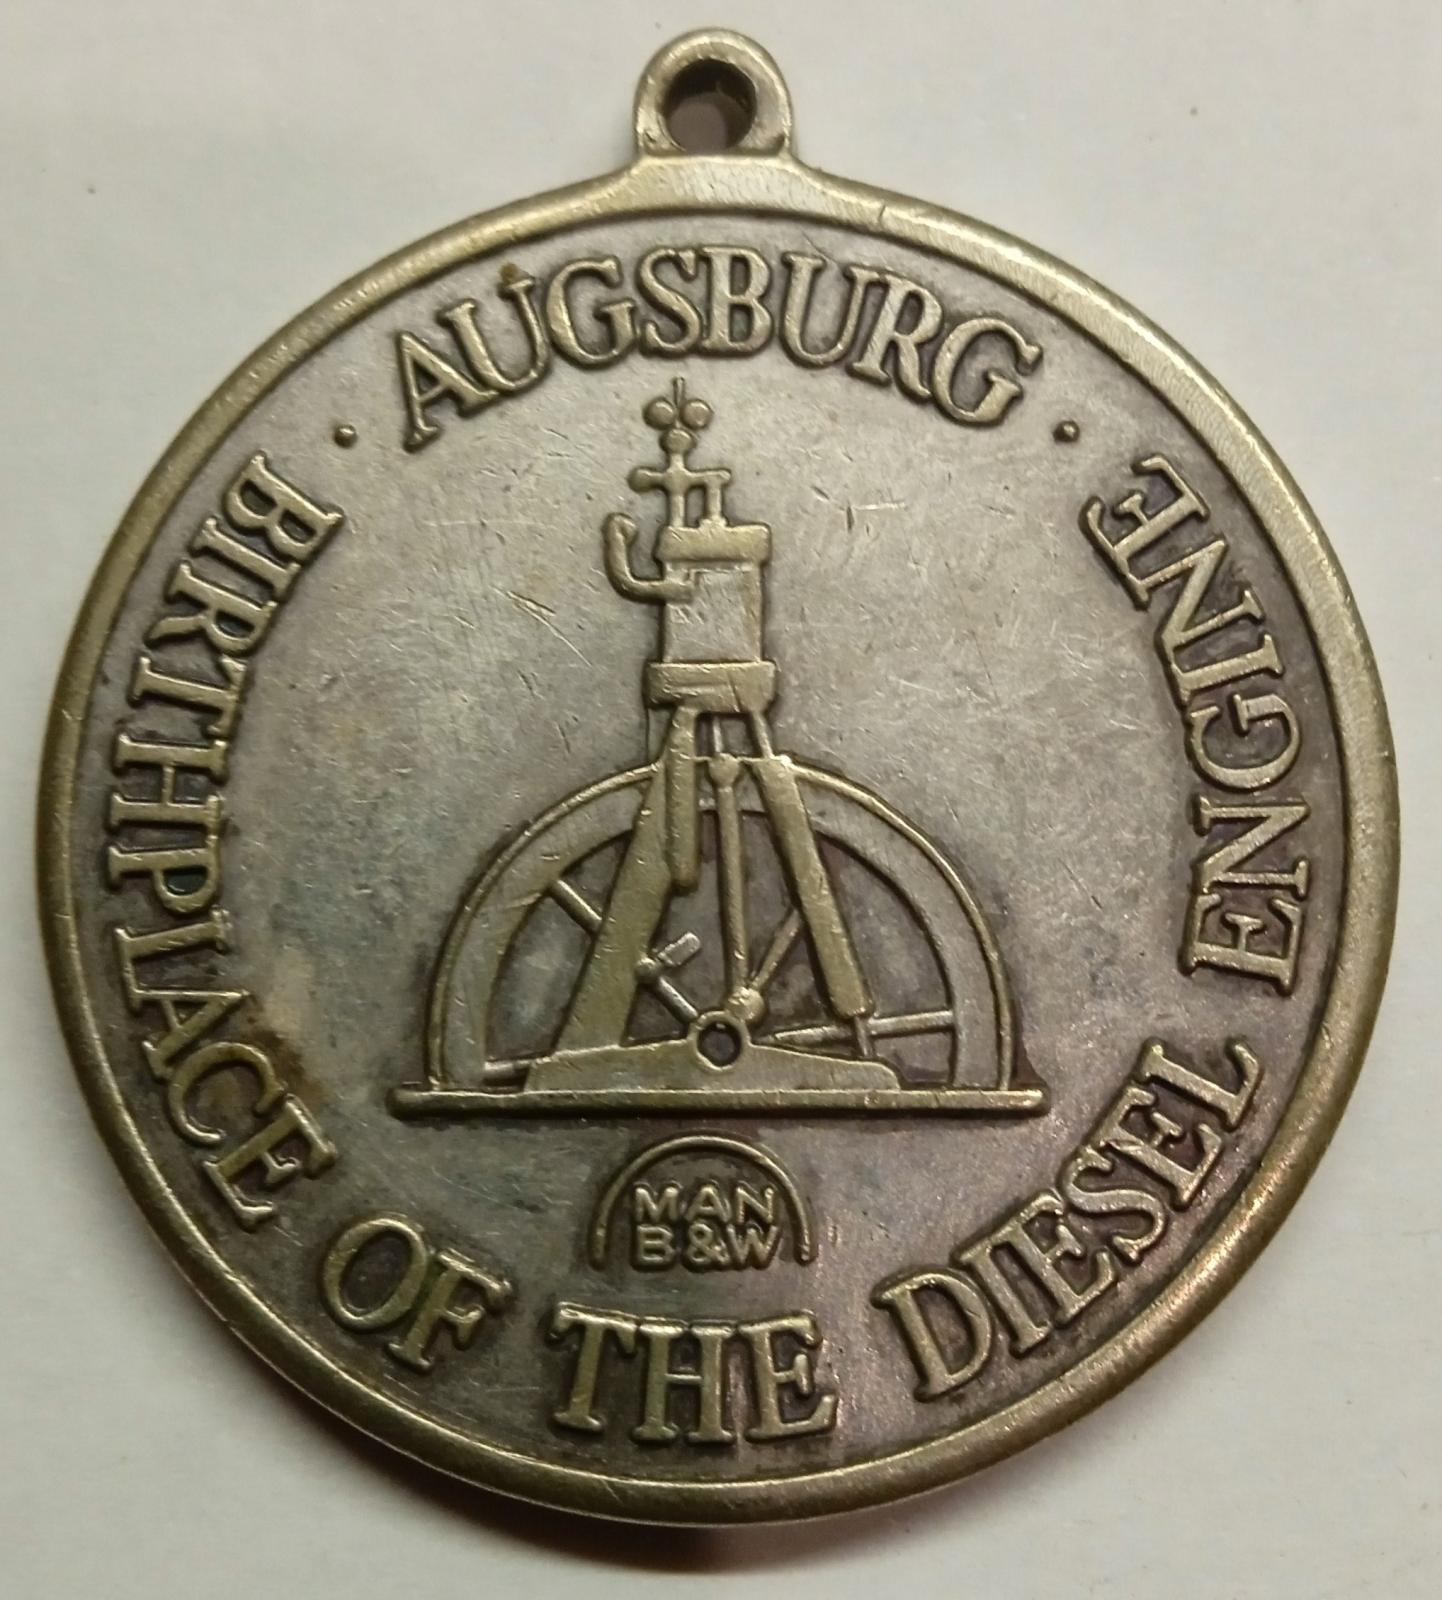 · AUGSBURG ·
BIRTHPLACE OF THE DIESEL ENGINE
MAN
B&W